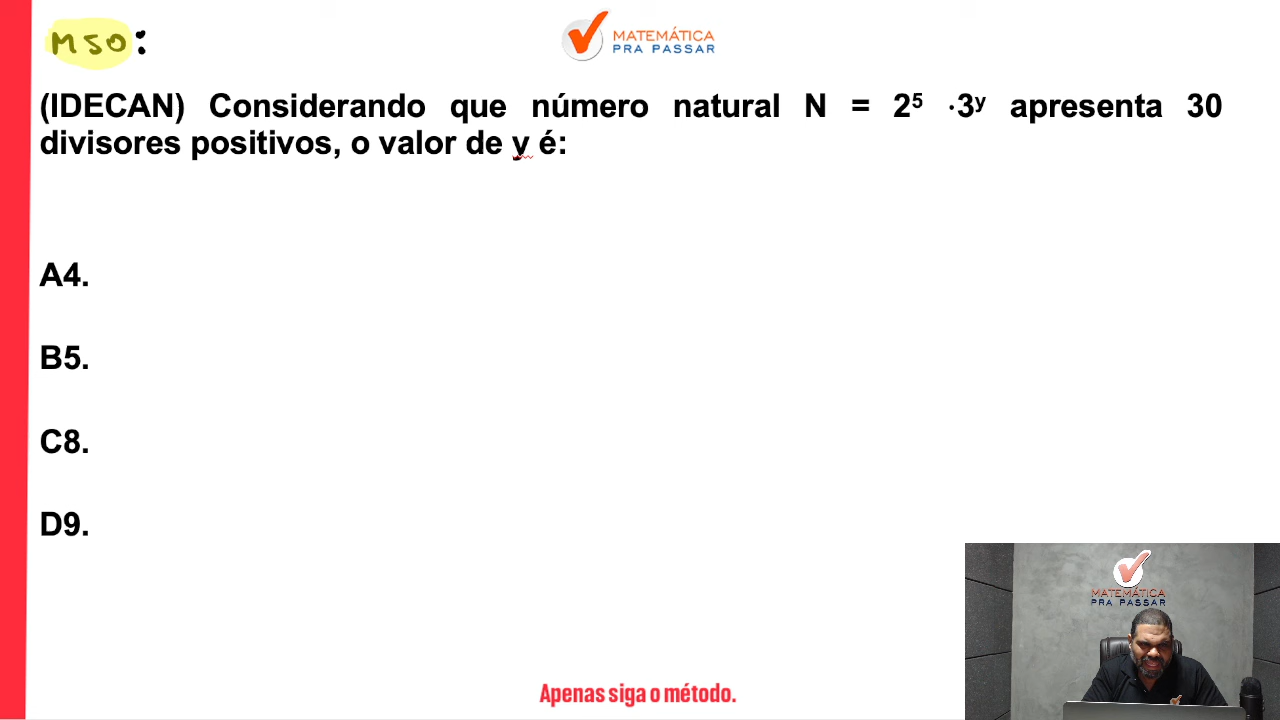 M50:
MATEMÁTICA
PRA PASSAR
(IDECAN) Considerando que número natural N = 2⁵ ·3ʸ apresenta 30
divisores positivos, o valor de y é:
A4.
B5.
C8.
D9.
MATEMÁTICA
PRA PASSAR
Apenas siga o método.